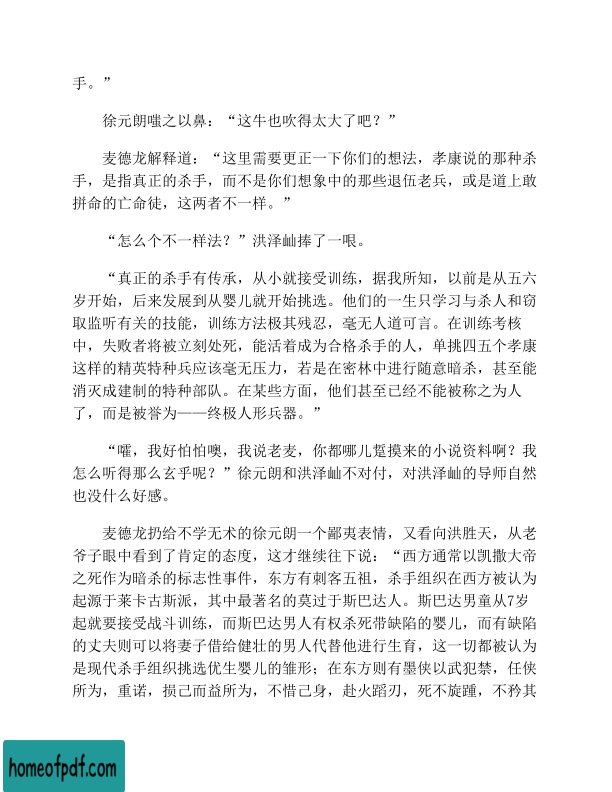 手。”
徐元朗嗤之以鼻：“这牛也吹得太大了吧？”
麦德龙解释道：“这里需要更正一下你们的想法，孝康说的那种杀
手，是指真正的杀手，而不是你们想象中的那些退伍老兵，或是道上敢
拼命的亡命徒，这两者不一样。”
“怎么个不一样法？”洪泽屾捧了一哏。
“真正的杀手有传承，从小就接受训练，据我所知，以前是从五六
岁开始，后来发展到从婴儿就开始挑选。他们的一生只学习与杀人和窃
取监听有关的技能，训练方法极其残忍，毫无人道可言。在训练考核
中，失败者将被立刻处死，能活着成为合格杀手的人，单挑四五个孝康
这样的精英特种兵应该毫无压力，若是在密林中进行随意暗杀，甚至能
消灭成建制的特种部队。在某些方面，他们甚至已经不能被称之为人
了，而是被誉为——终极人形兵器。”
“嚯，我好怕怕噢，我说老麦，你都哪儿踅摸来的小说资料啊？我
怎么听得那么玄乎呢？”徐元朗和洪泽屾不对付，对洪泽屾的导师自然
也没什么好感。
麦德龙扔给不学无术的徐元朗一个鄙夷表情，又看向洪胜天，从老
爷子眼中看到了肯定的态度，这才继续往下说：“西方通常以凯撒大帝
之死作为暗杀的标志性事件，东方有刺客五祖，杀手组织在西方被认为
起源于莱卡古斯派，其中最著名的莫过于斯巴达人。斯巴达男童从7岁
起就要接受战斗训练，而斯巴达男人有权杀死带缺陷的婴儿，而有缺陷
的丈夫则可以将妻子借给健壮的男人代替他进行生育，这一切都被认为
是现代杀手组织挑选优生婴儿的雏形；在东方则有墨侠以武犯禁，任侠
所为，重诺，损己而益所为，不惜己身，赴火蹈刃，死不旋踵，不矜其
homeofpdf.com